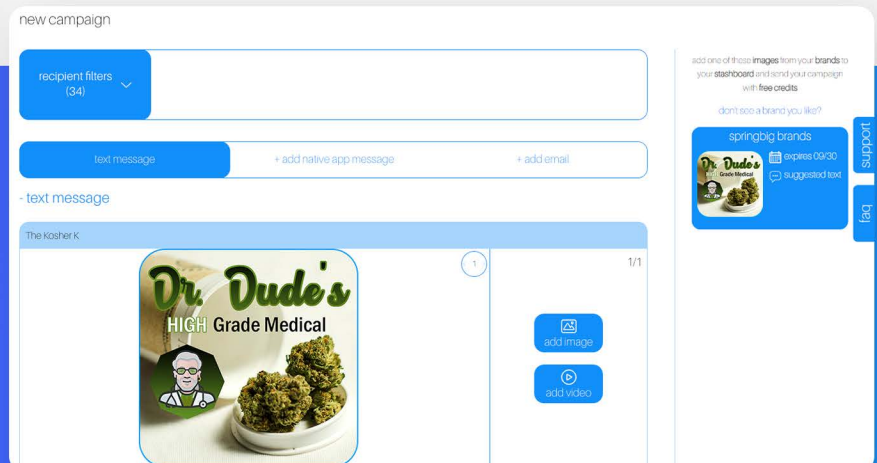 new campaign
recipient filters
(34)
text message
+ add native app message
+ add email
- text message
The Kosher K
1
1/1
Dr. Dude's
HIGH Grade Medical
add image
add video
add one of these images from your brands to
your stashboard and send your campaign
with free credits
don't see a brand you like?
springbig brands
Dr. Dude's
HIGH Grade Medical
expires 09/30
suggested text
support
faq